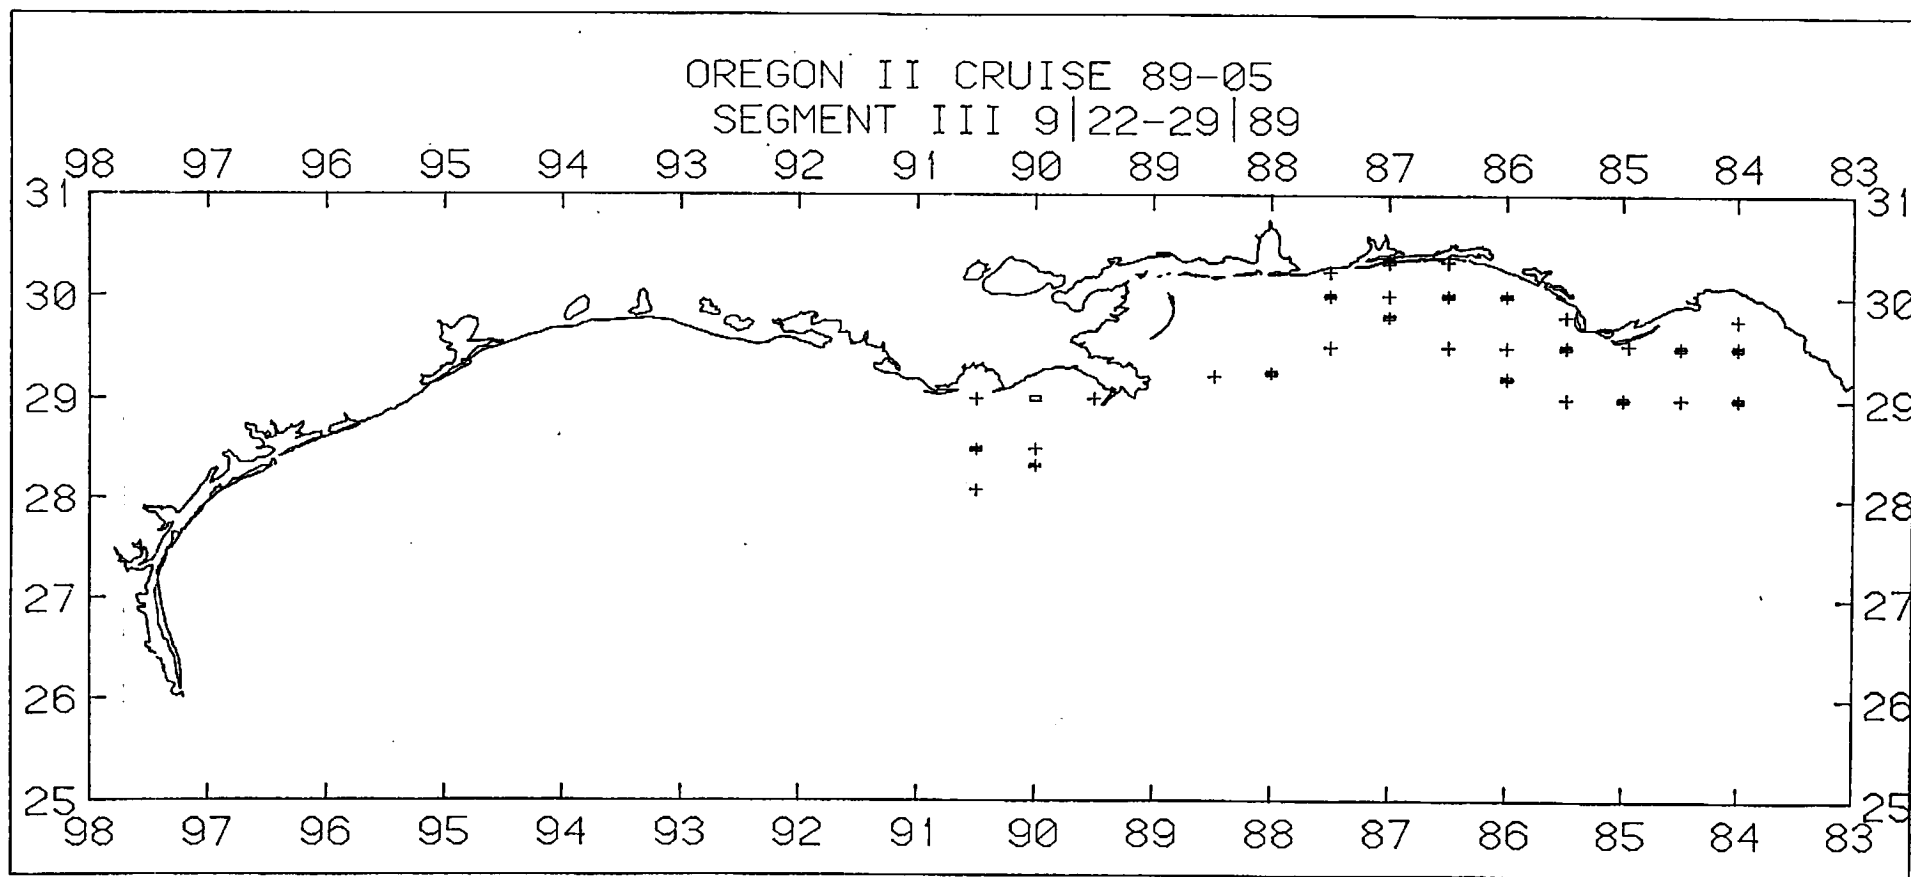 OREGON II CRUISE 89-05
SEGMENT III 9|22-29|89
98 97 96 95 94 93 92 91 90 89 88 87 86 85 84 83
31 31
30 30
29 29
28 28
27 27
26 26
25 25
98 97 96 95 94 93 92 91 90 89 88 87 86 85 84 83